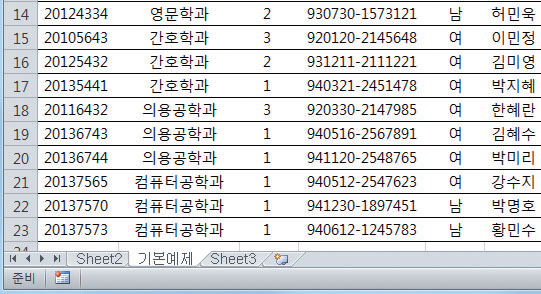 14 20124334 영문학과 2 930730-1573121 남 허민욱
15 20105643 간호학과 3 920120-2145648 여 이민정
16 20125432 간호학과 2 931211-2111221 여 김미영
17 20135441 간호학과 1 940321-2451478 여 박지혜
18 20116432 의용공학과 3 920330-2147985 여 한혜란
19 20136743 의용공학과 1 940516-2567891 여 김혜수
20 20136744 의용공학과 1 941120-2548765 여 박미리
21 20137565 컴퓨터공학과 1 940512-2547623 여 강수지
22 20137570 컴퓨터공학과 1 941230-1897451 남 박명호
23 20137573 컴퓨터공학과 1 940612-1245783 남 황민수
Sheet2 기본예제 Sheet3
준비